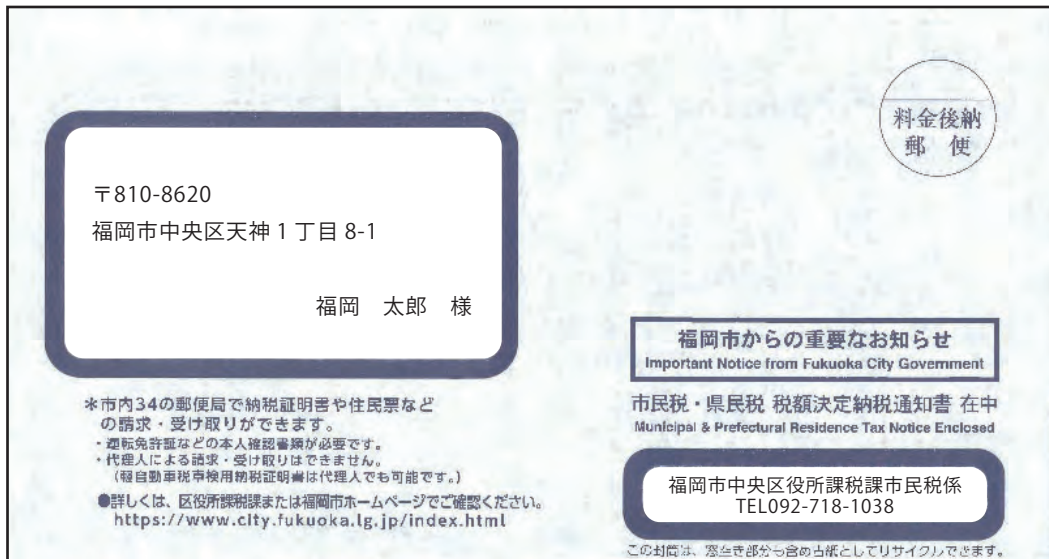 料金後納
郵 便
〒810-8620
福岡市中央区天神 1 丁目 8-1
福岡 太郎 様
福岡市からの重要なお知らせ
Important Notice from Fukuoka City Government
市民税・県民税 税額決定納税通知書 在中
Municipal & Prefectural Residence Tax Notice Enclosed
福岡市中央区役所課税課市民税係
TEL092-718-1038
この封筒は、窓空き部分も含め古紙としてリサイクルできます。
*市内34の郵便局で納税証明書や住民票など
の請求・受け取りができます。
・運転免許証などの本人確認書類が必要です。
・代理人による請求・受け取りはできません。
(軽自動車税車検用納税証明書は代理人でも可能です。)
●詳しくは、区役所課税課または福岡市ホームページでご確認ください。
https://www.city.fukuoka.lg.jp/index.html